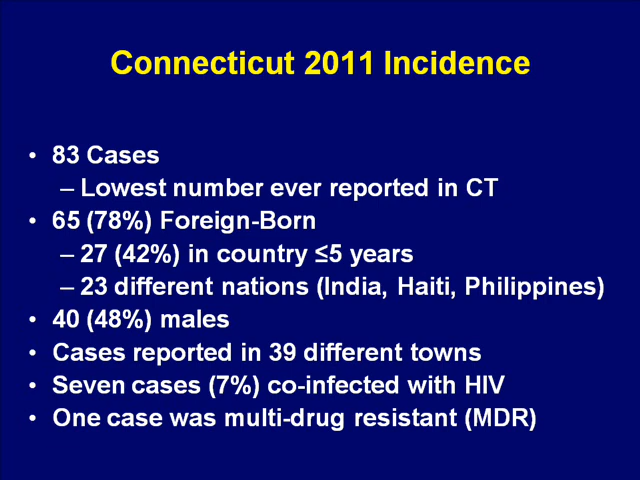 Connecticut 2011 Incidence
• 83 Cases
– Lowest number ever reported in CT
• 65 (78%) Foreign-Born
– 27 (42%) in country ≤5 years
– 23 different nations (India, Haiti, Philippines)
• 40 (48%) males
• Cases reported in 39 different towns
• Seven cases (7%) co-infected with HIV
• One case was multi-drug resistant (MDR)